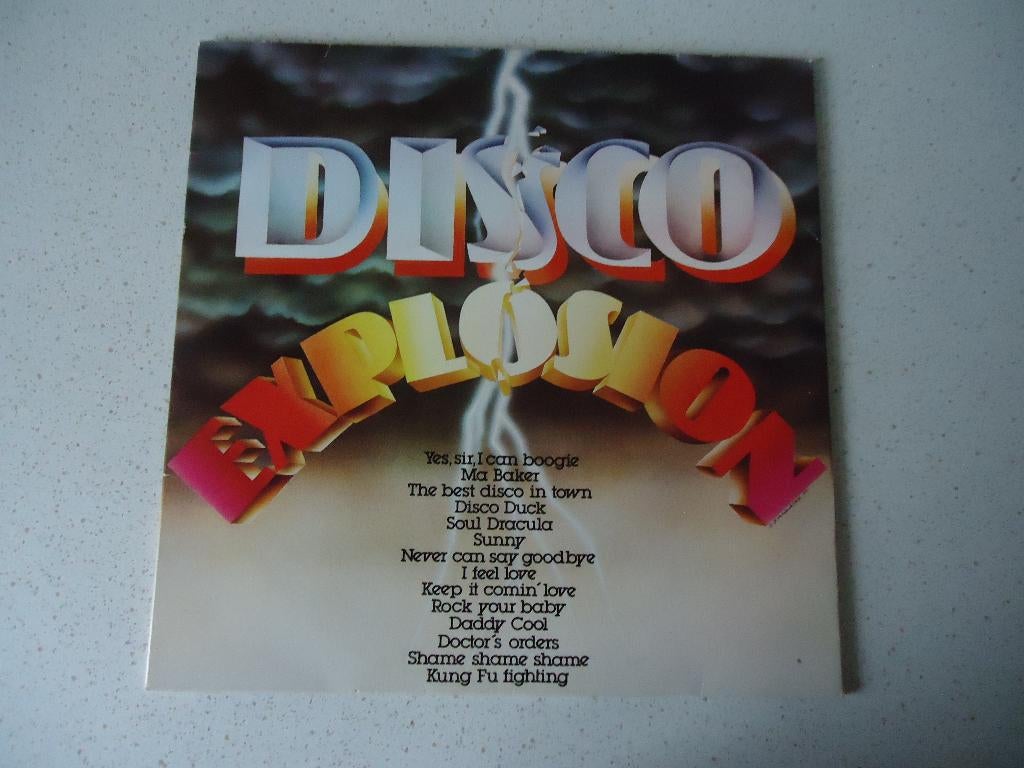 DISCO
EXPLOSION
Yes, sir, I can boogie
Ma Baker
The best disco in town
Disco Duck
Soul Dracula
Sunny
Never can say goodbye
I feel love
Keep it comin' love
Rock your baby
Daddy Cool
Doctor's orders
Shame shame shame
Kung Fu fighting